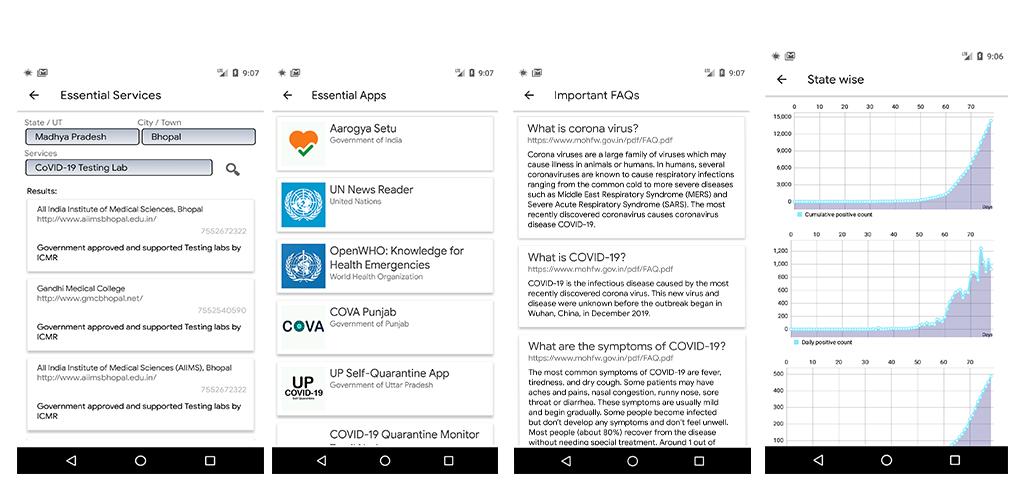 9:07
Essential Services
State / UT
City / Town
Madhya Pradesh
Bhopal
Services
CoVID-19 Testing Lab
Results:
All India Institute of Medical Sciences, Bhopal
http://www.aiimsbhopal.edu.in/
7552672322
Government approved and supported Testing labs by
ICMR
Gandhi Medical College
http://www.gmcbhopal.net/
7552540590
Government approved and supported Testing labs by
ICMR
All India Institute of Medical Sciences (AIIMS), Bhopal
http://www.aiimsbhopal.edu.in/
7552672322
Government approved and supported Testing labs by
ICMR
9:07
Essential Apps
Aarogya Setu
Government of India
UN News Reader
United Nations
OpenWHO: Knowledge for
Health Emergencies
World Health Organization
COVA
COVA Punjab
Government of Punjab
UP
COVID-19
Self Quarantine
UP Self-Quarantine App
Government of Uttar Pradesh
COVID-19 Quarantine Monitor
9:07
Important FAQs
What is corona virus?
https://www.mohfw.gov.in/pdf/FAQ.pdf
Corona viruses are a large family of viruses which may
cause illness in animals or humans. In humans, several
coronaviruses are known to cause respiratory infections
ranging from the common cold to more severe diseases
such as Middle East Respiratory Syndrome (MERS) and
Severe Acute Respiratory Syndrome (SARS). The most
recently discovered coronavirus causes coronavirus
disease COVID-19.
What is COVID-19?
https://www.mohfw.gov.in/pdf/FAQ.pdf
COVID-19 is the infectious disease caused by the most
recently discovered corona virus. This new virus and
disease were unknown before the outbreak began in
Wuhan, China, in December 2019.
What are the symptoms of COVID-19?
https://www.mohfw.gov.in/pdf/FAQ.pdf
The most common symptoms of COVID-19 are fever,
tiredness, and dry cough. Some patients may have
aches and pains, nasal congestion, runny nose, sore
throat or diarrhea. These symptoms are usually mild
and begin gradually. Some people become infected
but don't develop any symptoms and don't feel unwell.
Most people (about 80%) recover from the disease
without needing special treatment. Around 1 out of
9:06
State wise
0 10 20 30 40 50 60 70
15,000
12,000
9,000
6,000
3,000
0
Days
Cumulative positive count
0 10 20 30 40 50 60 70
1,200
1,000
800
600
400
200
0
Days
Daily positive count
0 10 20 30 40 50 60 70
500
400
300
200
100